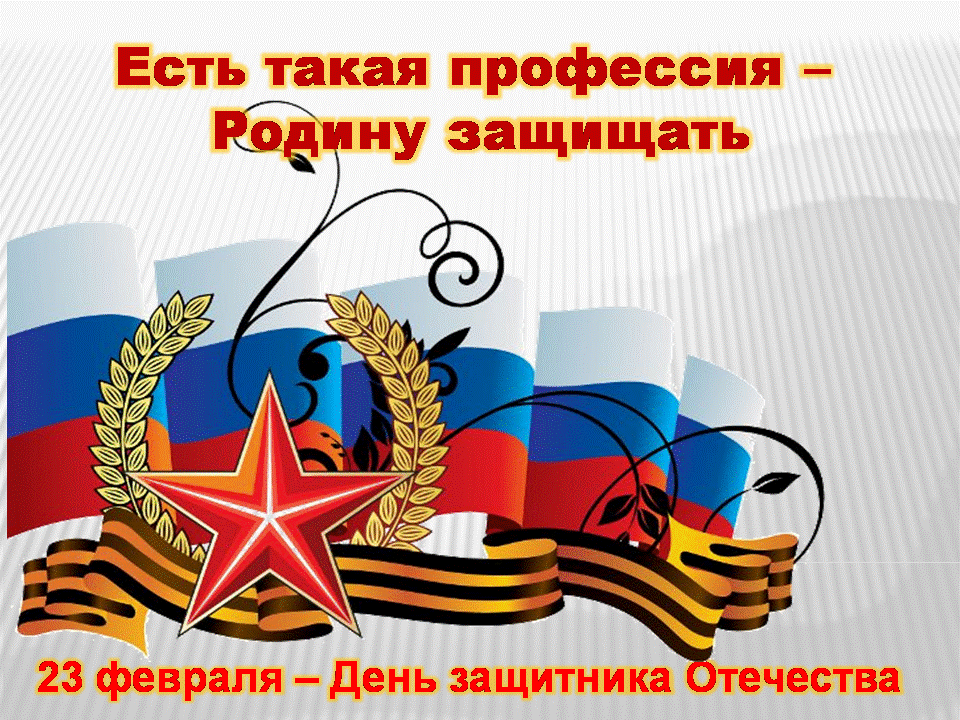 Есть такая профессия –
Родину защищать
23 февраля – День защитника Отечества